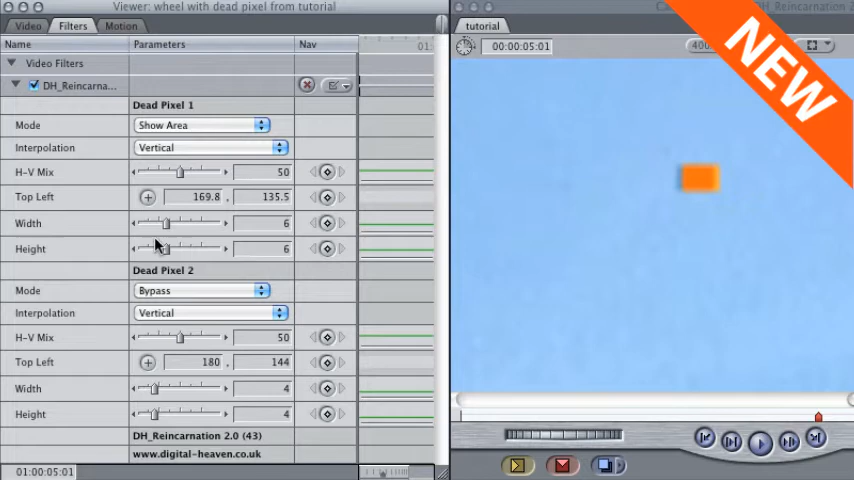 Viewer: wheel with dead pixel from tutorial
Video Filters Motion
Name Parameters Nav
01:
Video Filters
DH_Reincarna...
Dead Pixel 1
Mode Show Area
Interpolation Vertical
H-V Mix 50
Top Left 169.8 , 135.5
Width 6
Height 6
Dead Pixel 2
Mode Bypass
Interpolation Vertical
H-V Mix 50
Top Left 180 , 144
Width 4
Height 4
DH_Reincarnation 2.0 (43)
www.digital-heaven.co.uk
01:00:05:01
tutorial
00:00:05:01
400
NEW